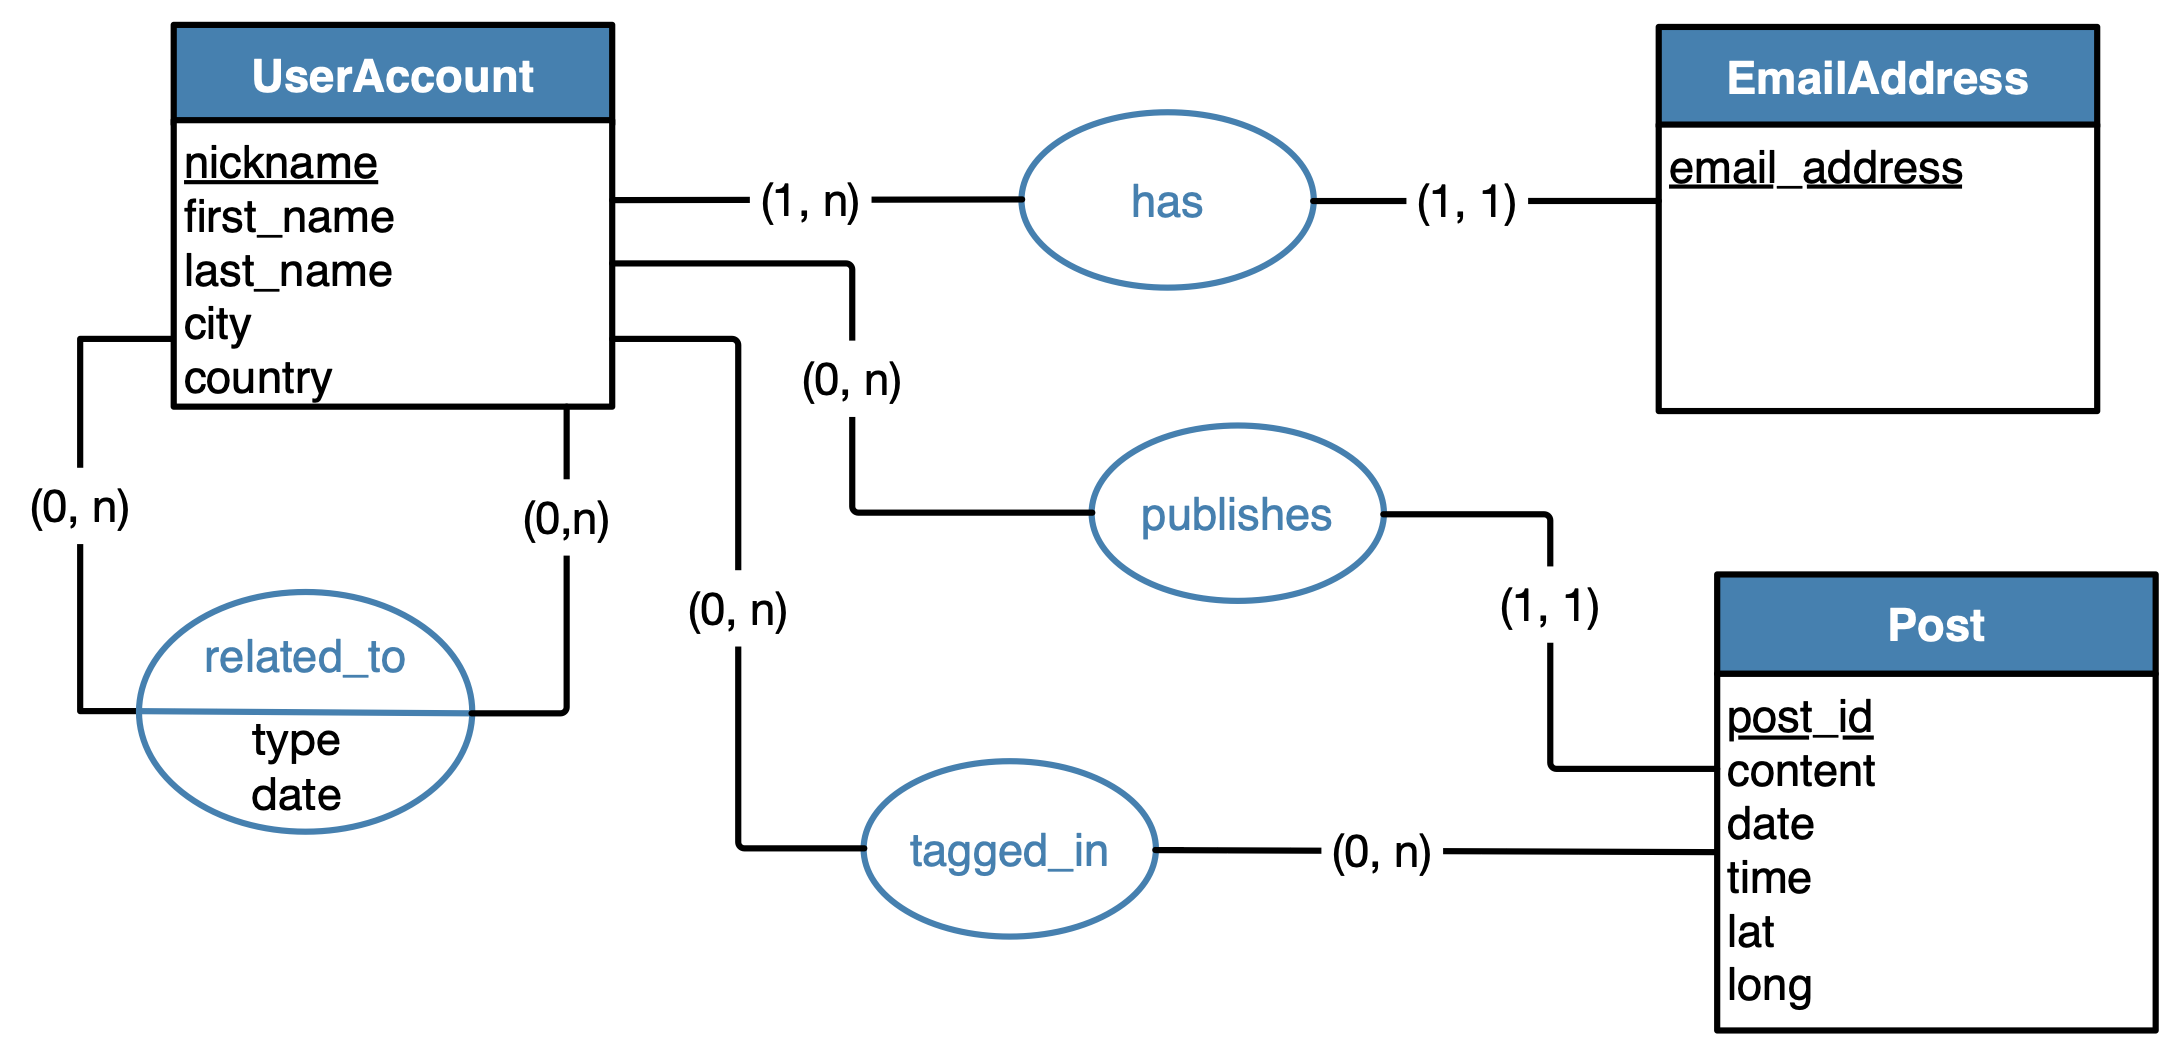 UserAccount
nickname
first_name
last_name
city
country
EmailAddress
email_address
(1, n)
has
(1, 1)
(0, n)
publishes
(1, 1)
(0, n)
(0,n)
related_to
type
date
(0, n)
tagged_in
(0, n)
Post
post_id
content
date
time
lat
long